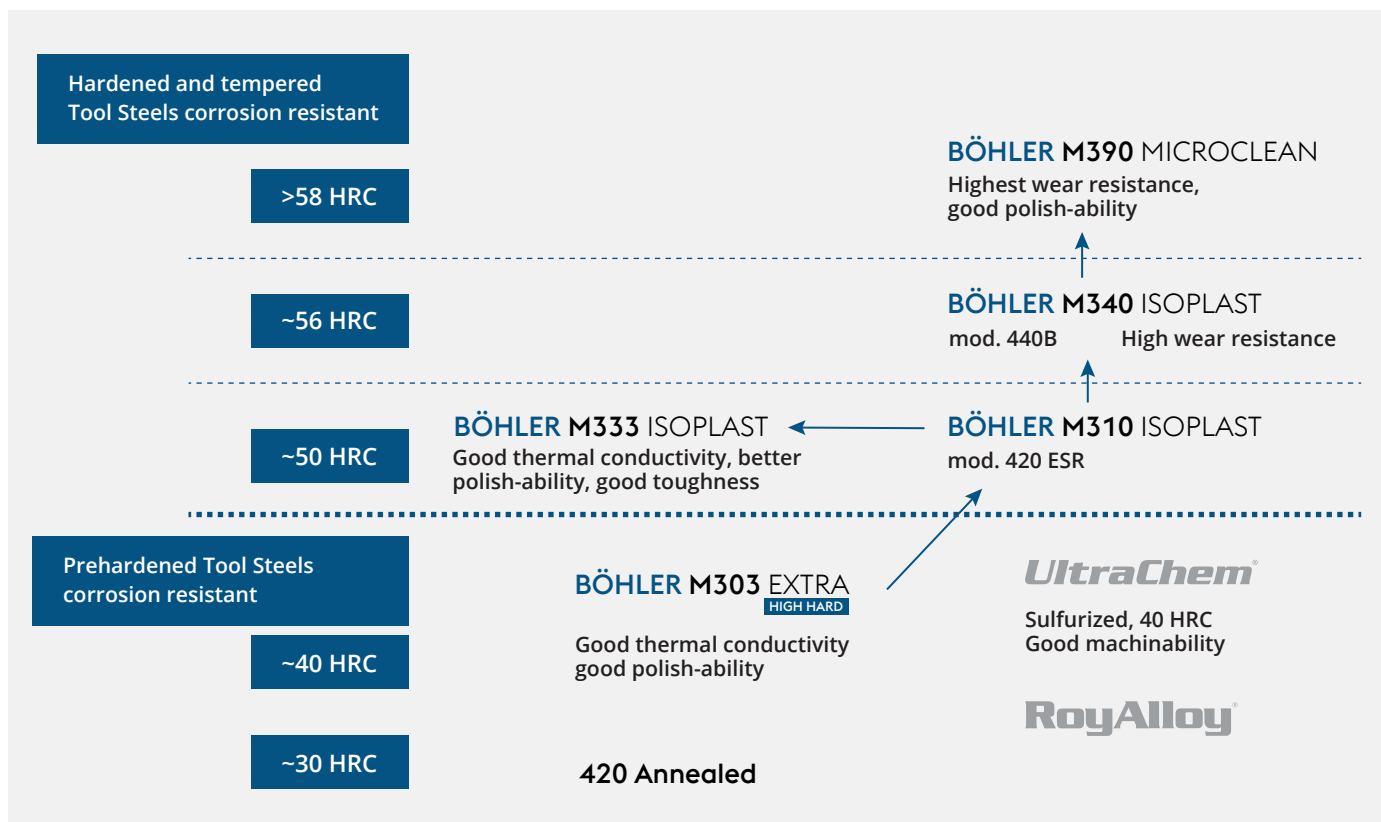 Hardened and tempered
Tool Steels corrosion resistant
BÖHLER M390 MICROCLEAN
>58 HRC
Highest wear resistance,
good polish-ability
~56 HRC
BÖHLER M340 ISOPLAST
mod. 440B High wear resistance
~50 HRC
BÖHLER M333 ISOPLAST
Good thermal conductivity, better
polish-ability, good toughness
BÖHLER M310 ISOPLAST
mod. 420 ESR
Prehardened Tool Steels
corrosion resistant
BÖHLER M303 EXTRA
HIGH HARD
Good thermal conductivity
good polish-ability
UltraChem®
Sulfurized, 40 HRC
Good machinability
~40 HRC
RoyAlloy®
~30 HRC
420 Annealed